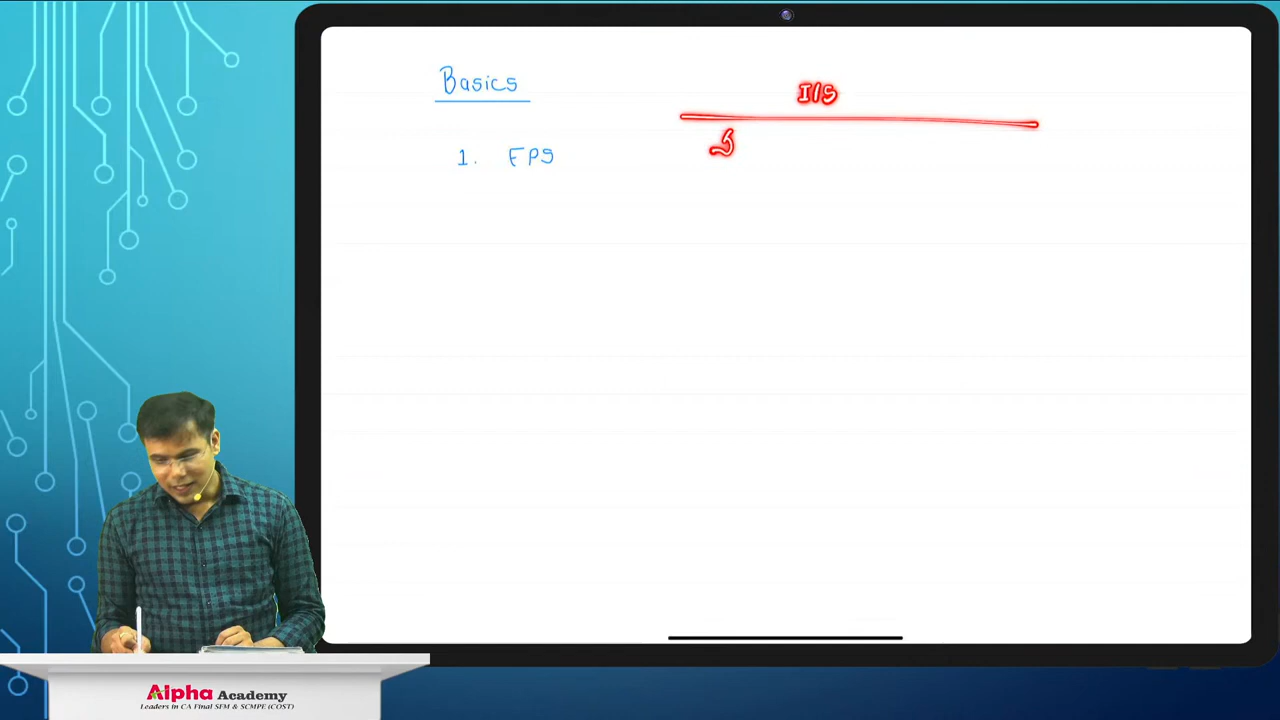 Basics
I/S
1. EPS
Alpha Academy
Leaders in CA Final SFM & SCMPE (COST)